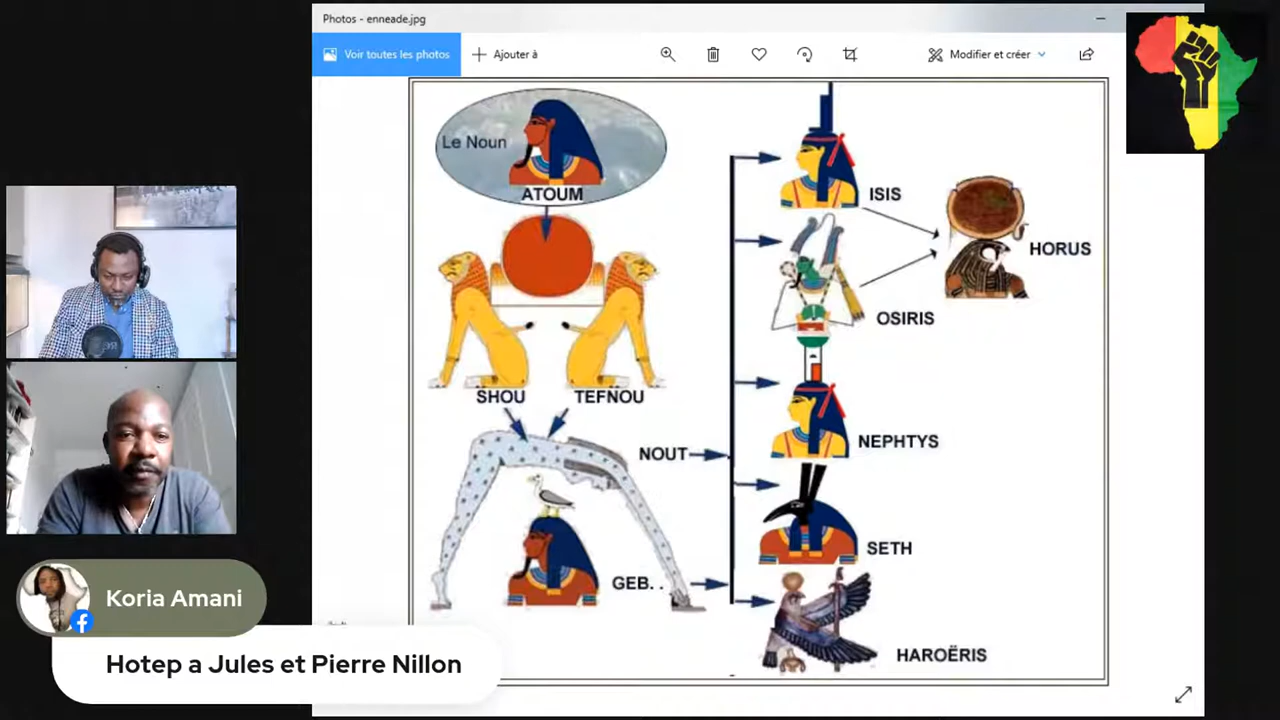 Photos - enneade.jpg
Voir toutes les photos
Ajouter à
Modifier et créer
Le Noun
ATOUM
SHOU
TEFNOU
NOUT
GEB. .
ISIS
HORUS
OSIRIS
NEPHTYS
SETH
HAROËRIS
Koria Amani
Hotep a Jules et Pierre Nillon